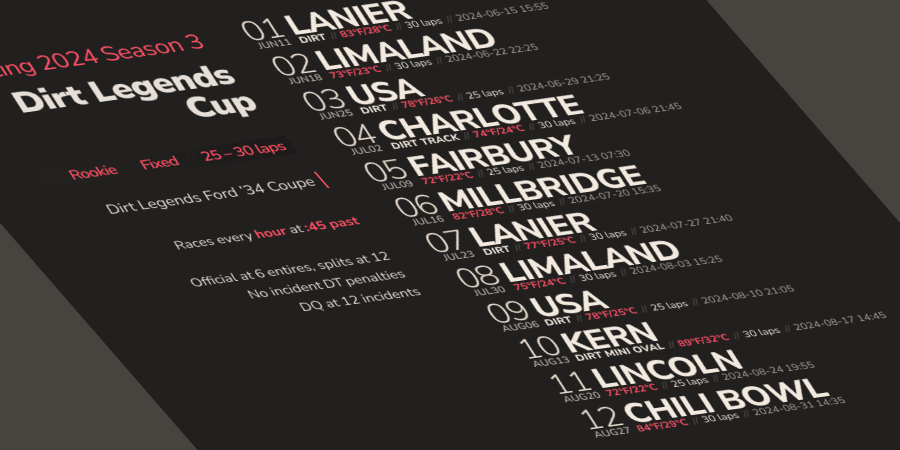 ing 2024 Season 3
Dirt Legends
Cup
Rookie Fixed 25 – 30 laps
Dirt Legends Ford '34 Coupe
Races every hour at :45 past
Official at 6 entires, splits at 12
No incident DT penalties
DQ at 12 incidents
01 LANIER
JUN11 DIRT // 83°F/28°C // 30 laps // 2024-06-15 15:55
02 LIMALAND
JUN18 73°F/23°C // 30 laps // 2024-06-22 22:25
03 USA
JUN25 DIRT // 78°F/26°C // 25 laps // 2024-06-29 21:25
04 CHARLOTTE
JUL02 DIRT TRACK // 74°F/24°C // 30 laps // 2024-07-06 21:45
05 FAIRBURY
JUL09 72°F/22°C // 25 laps // 2024-07-13 07:30
06 MILLBRIDGE
JUL16 82°F/28°C // 30 laps // 2024-07-20 15:35
07 LANIER
JUL23 DIRT // 77°F/25°C // 30 laps // 2024-07-27 21:40
08 LIMALAND
JUL30 75°F/24°C // 30 laps // 2024-08-03 15:25
09 USA
AUG06 DIRT // 78°F/25°C // 25 laps // 2024-08-10 21:05
10 KERN
AUG13 DIRT MINI OVAL // 89°F/32°C // 30 laps // 2024-08-17 14:45
11 LINCOLN
AUG20 72°F/22°C // 25 laps // 2024-08-24 19:55
12 CHILI BOWL
AUG27 84°F/29°C // 30 laps // 2024-08-31 14:35